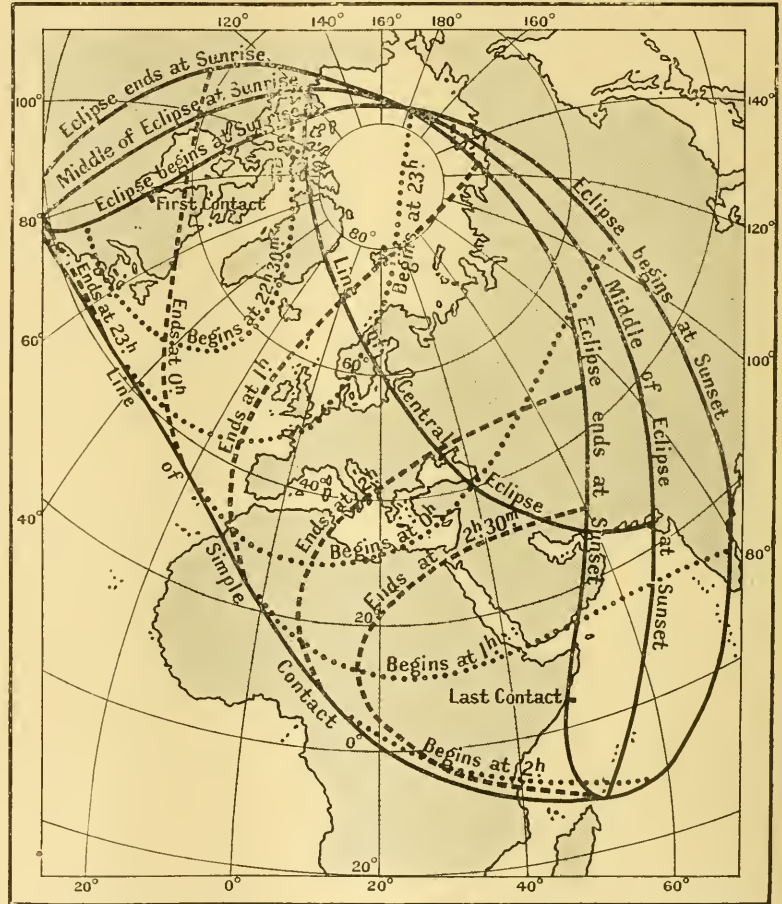 120° 140° 160° 180° 160°
100°
140°
Eclipse ends at Sunrise
Middle of Eclipse at Sunrise
Eclipse begins at Sunrise
First Contact
80°
80°
120°
Eclipse begins at Sunset
Middle of Eclipse at Sunset
Eclipse ends at Sunset
Begins at 23h
Begins at 22h 30m
Ends at 23h
Ends at 0h
Ends at 1h
60°
60°
100°
Line of Central Eclipse
Line of Simple Contact
40°
40°
Ends at 2h
Begins at 0h
Ends at 2h 30m
80°
20°
Begins at 1h
Last Contact
0°
Begins at 2h
20°
20° 0° 20° 40° 60°